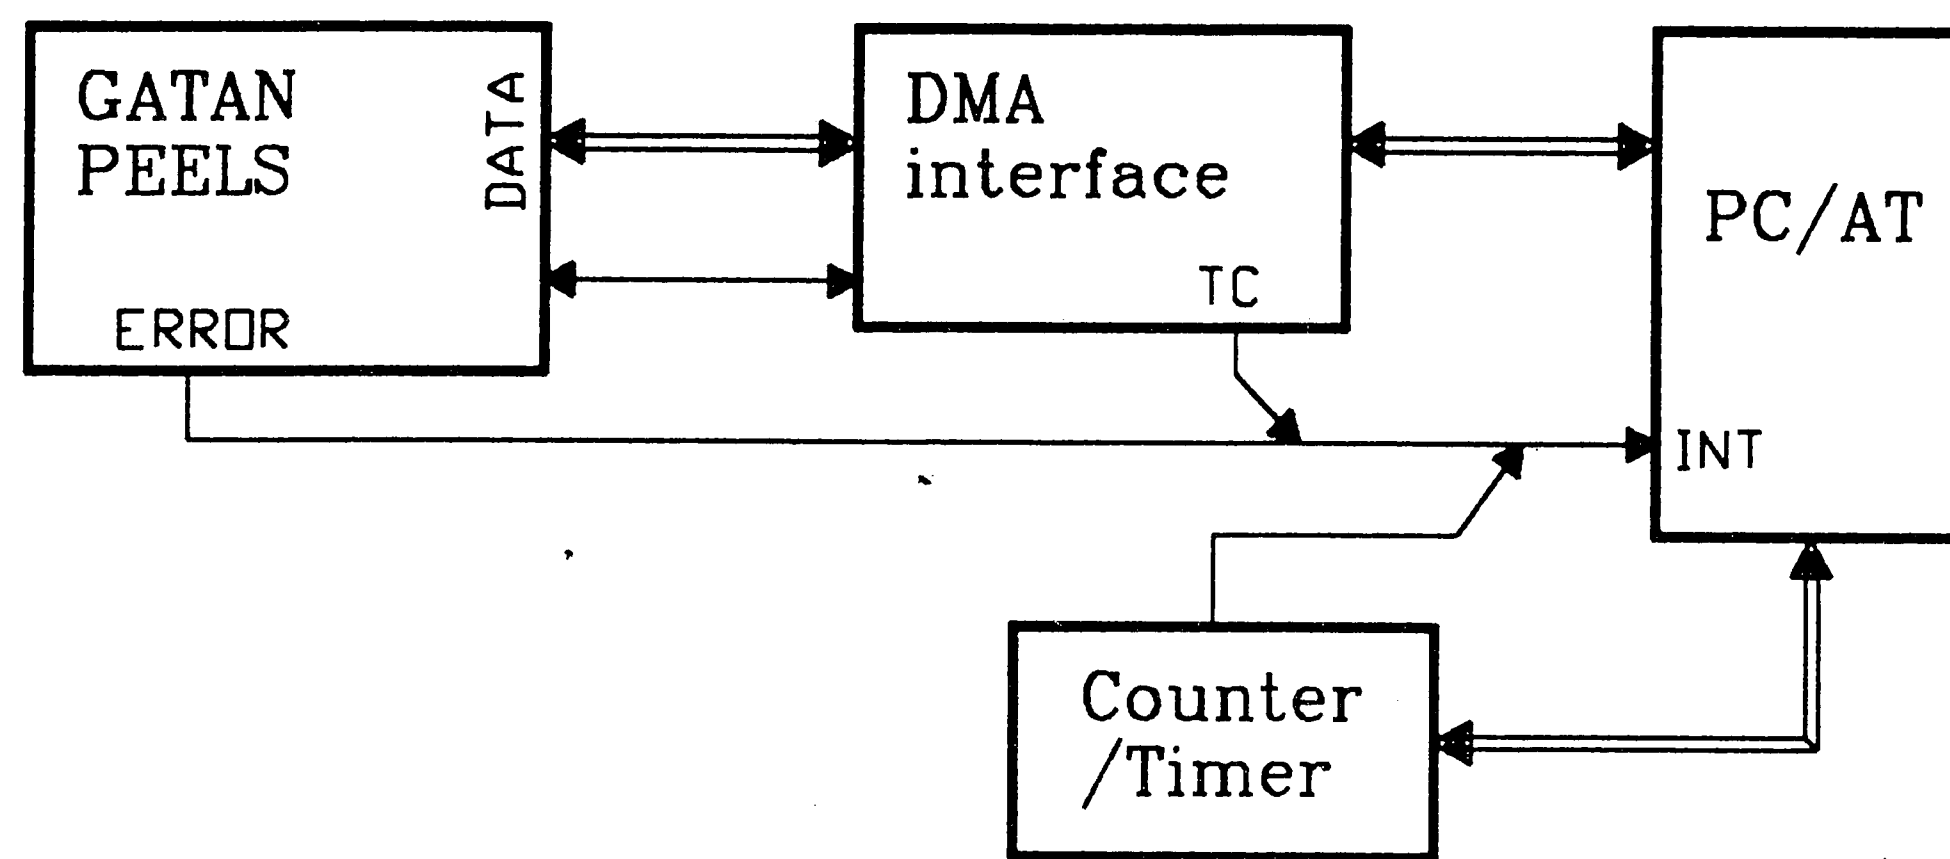 GATAN
PEELS
DATA
ERROR
DMA
interface
TC
PC/AT
INT
Counter
/Timer